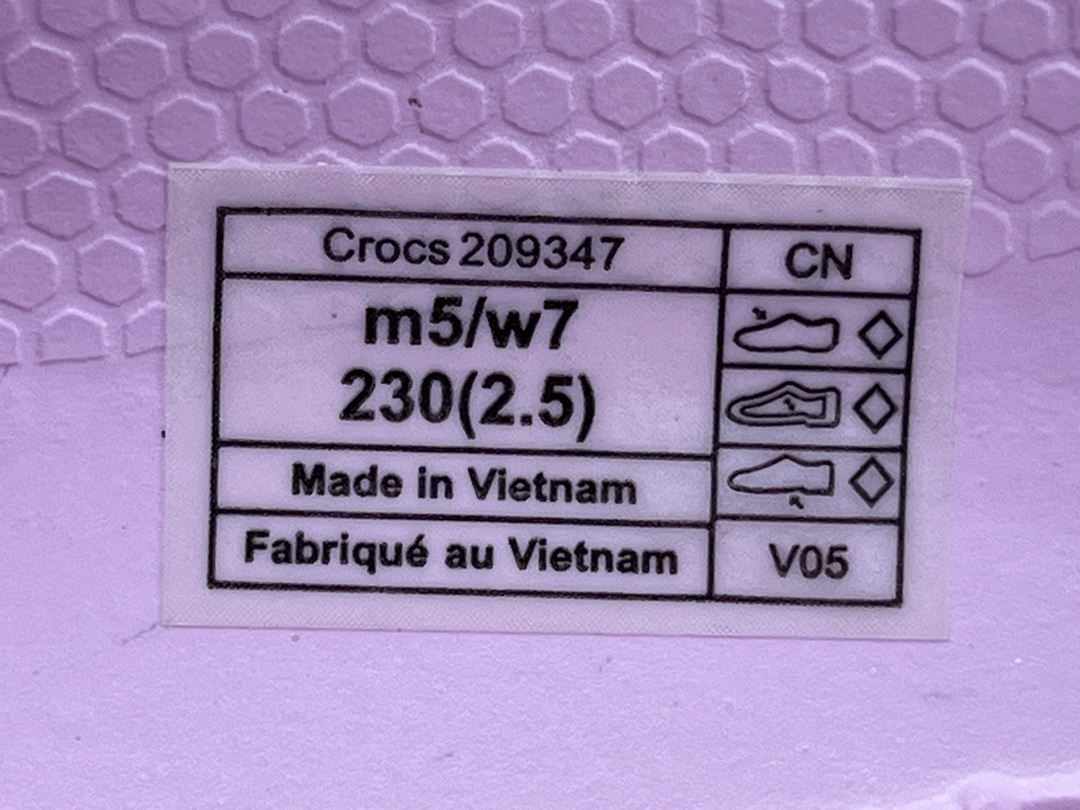 Crocs 209347
CN
m5/w7
230(2.5)
Made in Vietnam
Fabriqué au Vietnam
V05